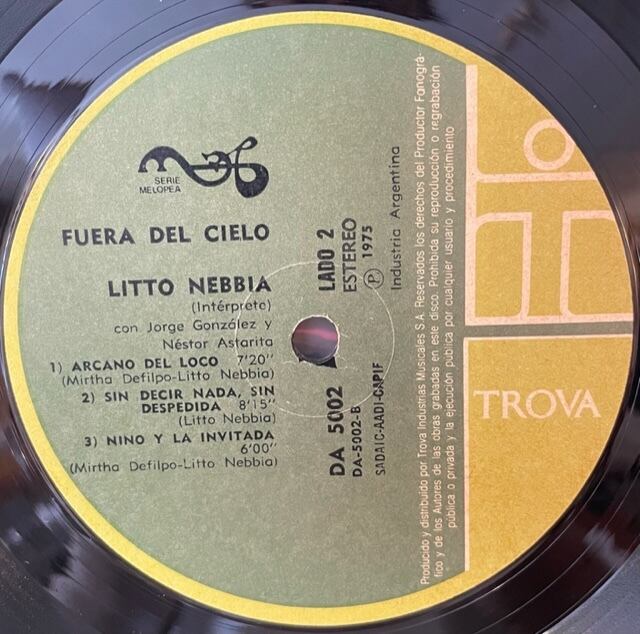 SERIE
MELOPEA
FUERA DEL CIELO
LITTO NEBBIA
(Intérprete)
con Jorge González y
Néstor Astarita
1) ARCANO DEL LOCO 7'20"
(Mirtha Defilpo-Litto Nebbia)
2) SIN DECIR NADA, SIN
DESPEDIDA 8'15"
(Litto Nebbia)
3) NINO Y LA INVITADA
6'00"
(Mirtha Defilpo-Litto Nebbia)
LADO 2
ESTEREO
Ⓟ 1975
Industria Argentina
DA 5002
DA-5002-B
SADAIC-AADI-CAPIF
Producido y distribuido por Trova Industrias Musicales S.A. Reservados los derechos del Productor Fonográ-
fico y de los Autores de las obras grabadas en este disco. Prohibida su reproducción o regrabación
pública o privada y la ejecución pública por cualquier usuario y procedimiento
TROVA